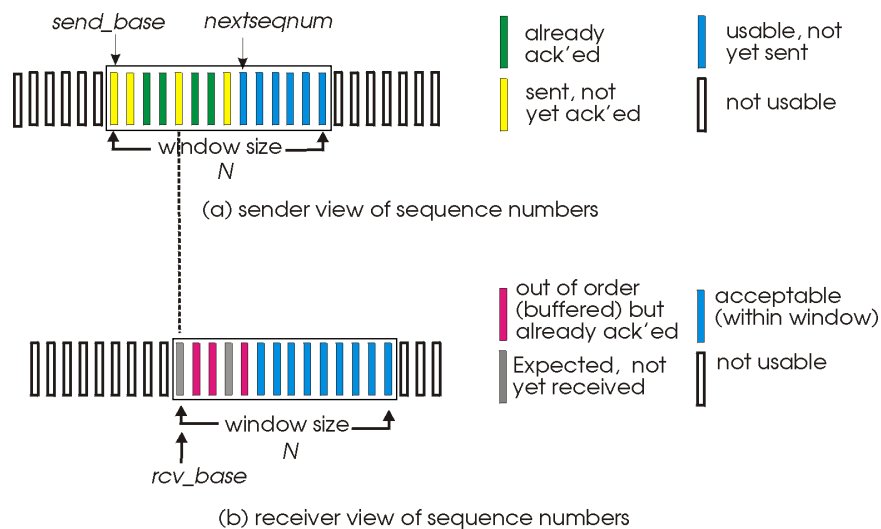 send_base
nextseqnum
already
ack'ed
usable, not
yet sent
sent, not
yet ack'ed
not usable
window size
N
(a) sender view of sequence numbers
out of order
(buffered) but
already ack'ed
acceptable
(within window)
Expected, not
yet received
not usable
window size
N
rcv_base
(b) receiver view of sequence numbers